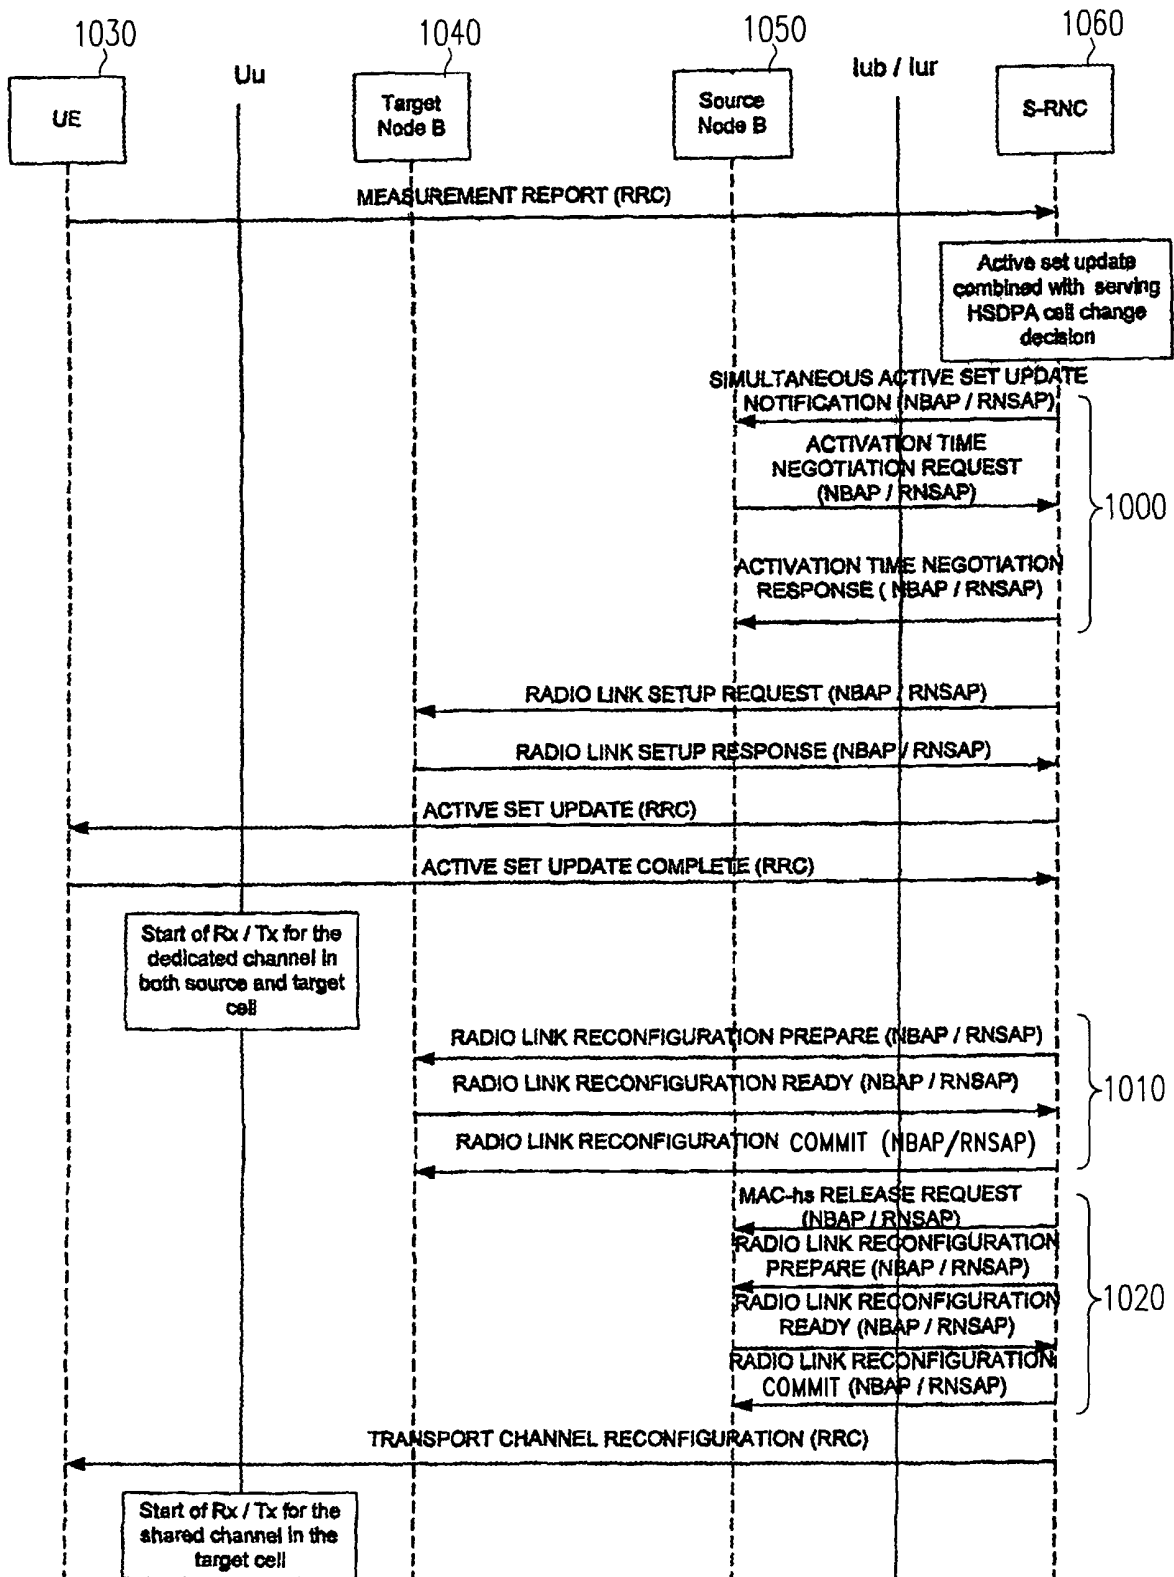 1030
1040
1050
1060
Uu
Iub / Iur
UE
Target
Node B
Source
Node B
S-RNC
MEASUREMENT REPORT (RRC)
Active set update
combined with serving
HSDPA cell change
decision
SIMULTANEOUS ACTIVE SET UPDATE
NOTIFICATION (NBAP / RNSAP)
ACTIVATION TIME
NEGOTIATION REQUEST
(NBAP / RNSAP)
1000
ACTIVATION TIME NEGOTIATION
RESPONSE ( NBAP / RNSAP)
RADIO LINK SETUP REQUEST (NBAP / RNSAP)
RADIO LINK SETUP RESPONSE (NBAP / RNSAP)
ACTIVE SET UPDATE (RRC)
ACTIVE SET UPDATE COMPLETE (RRC)
Start of Rx / Tx for the
dedicated channel in
both source and target
cell
RADIO LINK RECONFIGURATION PREPARE (NBAP / RNSAP)
RADIO LINK RECONFIGURATION READY (NBAP / RNSAP)
1010
RADIO LINK RECONFIGURATION COMMIT (NBAP/RNSAP)
MAC-hs RELEASE REQUEST
(NBAP / RNSAP)
RADIO LINK RECONFIGURATION
PREPARE (NBAP / RNSAP)
1020
RADIO LINK RECONFIGURATION
READY (NBAP / RNSAP)
RADIO LINK RECONFIGURATION
COMMIT (NBAP / RNSAP)
TRANSPORT CHANNEL RECONFIGURATION (RRC)
Start of Rx / Tx for the
shared channel in the
target cell